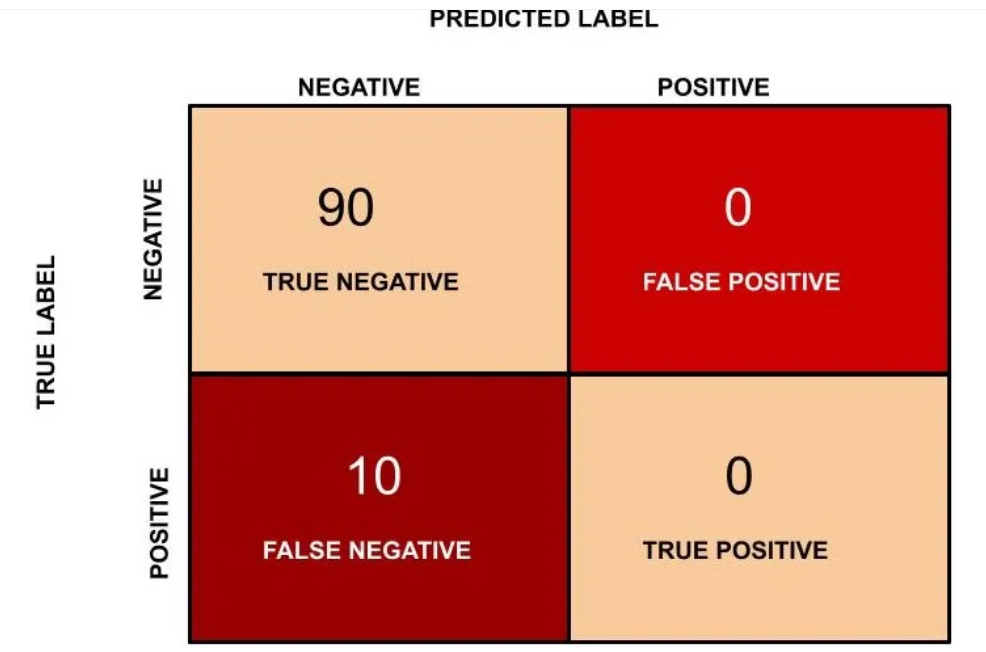 PREDICTED LABEL
NEGATIVE
POSITIVE
TRUE LABEL
NEGATIVE
90
TRUE NEGATIVE
0
FALSE POSITIVE
POSITIVE
10
FALSE NEGATIVE
0
TRUE POSITIVE